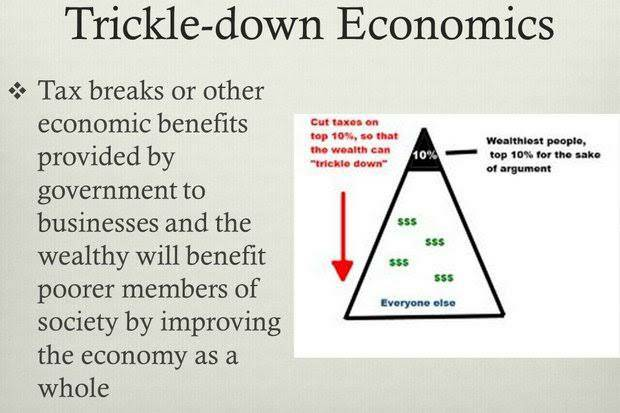 Trickle-down Economics
Tax breaks or other
economic benefits
provided by
government to
businesses and the
wealthy will benefit
poorer members of
society by improving
the economy as a
whole
Cut taxes on
top 10%, so that
the wealth can
"trickle down"
10%
Wealthiest people,
top 10% for the sake
of argument
$$$
$$$
$$$
$$$
Everyone else